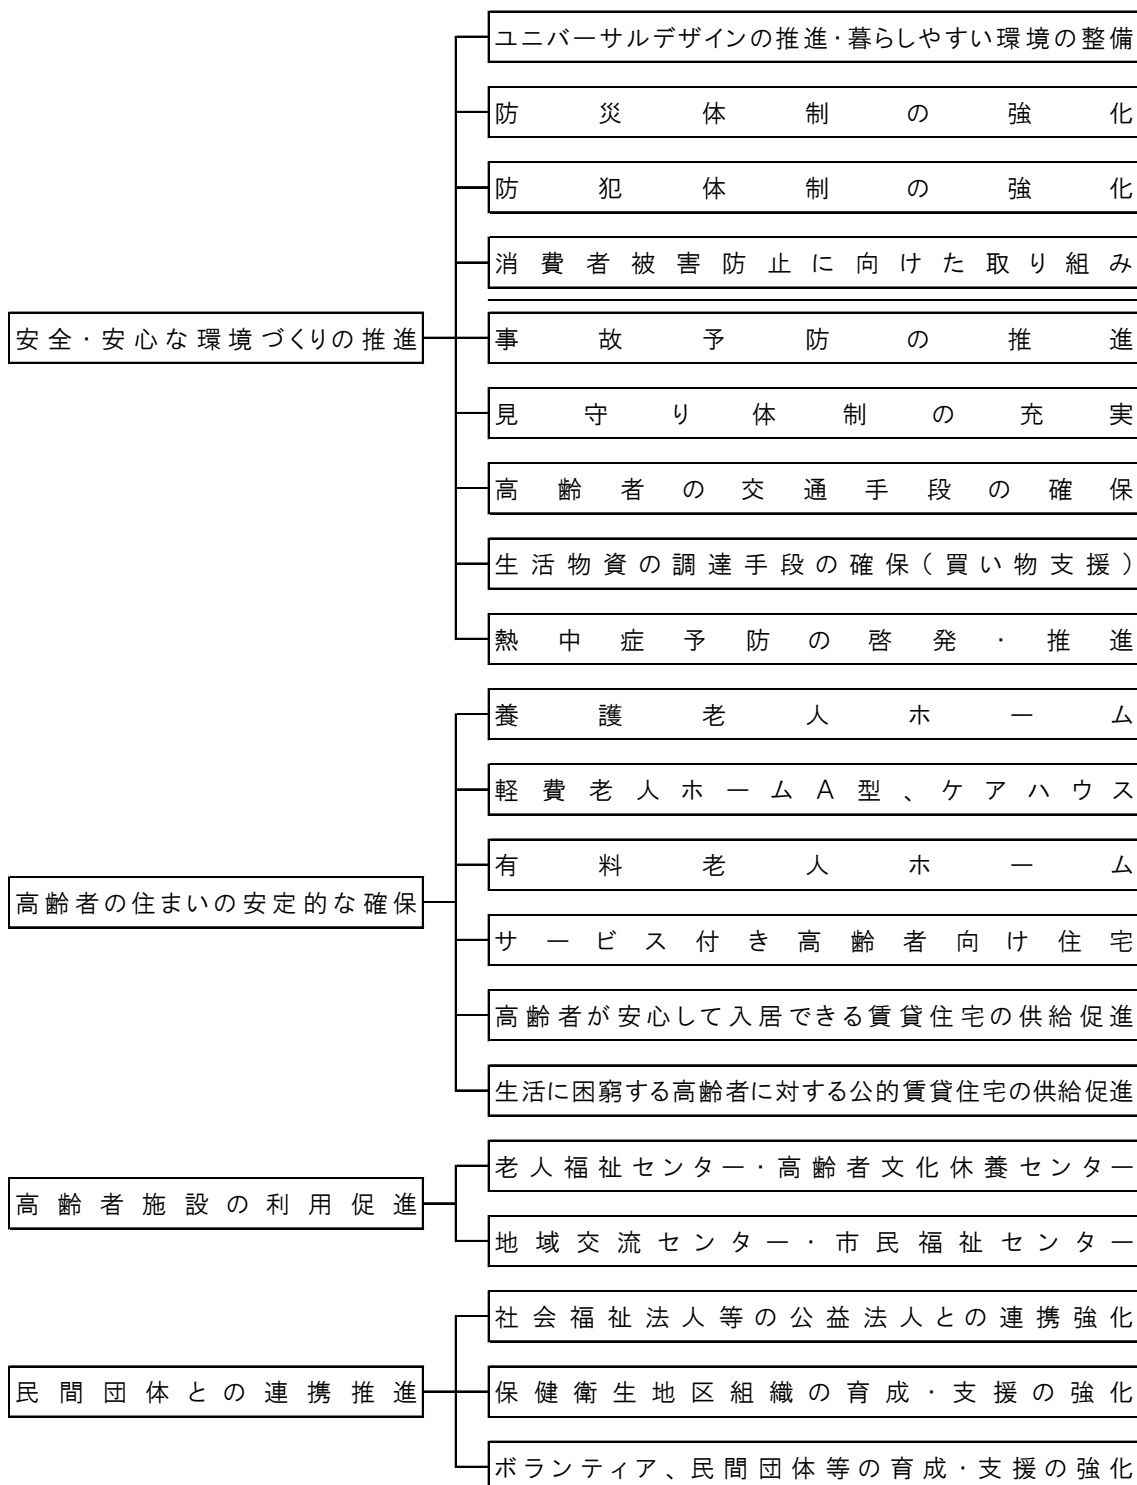 安全・安心な環境づくりの推進
ユニバーサルデザインの推進・暮らしやすい環境の整備
防災体制の強化
防犯体制の強化
消費者被害防止に向けた取り組み
事故予防の推進
見守り体制の充実
高齢者の交通手段の確保
生活物資の調達手段の確保(買い物支援)
熱中症予防の啓発・推進
高齢者の住まいの安定的な確保
養護老人ホーム
軽費老人ホームA型、ケアハウス
有料老人ホーム
サービス付き高齢者向け住宅
高齢者が安心して入居できる賃貸住宅の供給促進
生活に困窮する高齢者に対する公的賃貸住宅の供給促進
高齢者施設の利用促進
老人福祉センター・高齢者文化休養センター
地域交流センター・市民福祉センター
民間団体との連携推進
社会福祉法人等の公益法人との連携強化
保健衛生地区組織の育成・支援の強化
ボランティア、民間団体等の育成・支援の強化